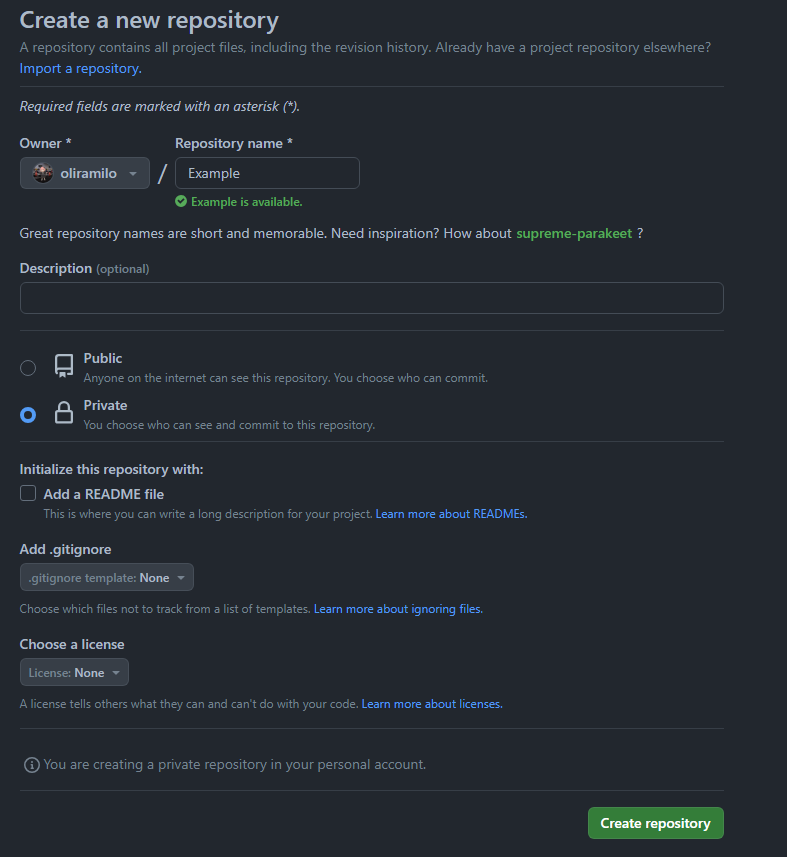 Create a new repository
A repository contains all project files, including the revision history. Already have a project repository elsewhere?
Import a repository.
Required fields are marked with an asterisk (*).
Owner * Repository name *
oliramilo / Example
Example is available.
Great repository names are short and memorable. Need inspiration? How about supreme-parakeet ?
Description (optional)
Public
Anyone on the internet can see this repository. You choose who can commit.
Private
You choose who can see and commit to this repository.
Initialize this repository with:
Add a README file
This is where you can write a long description for your project. Learn more about READMEs.
Add .gitignore
.gitignore template: None
Choose which files not to track from a list of templates. Learn more about ignoring files.
Choose a license
License: None
A license tells others what they can and can't do with your code. Learn more about licenses.
You are creating a private repository in your personal account.
Create repository